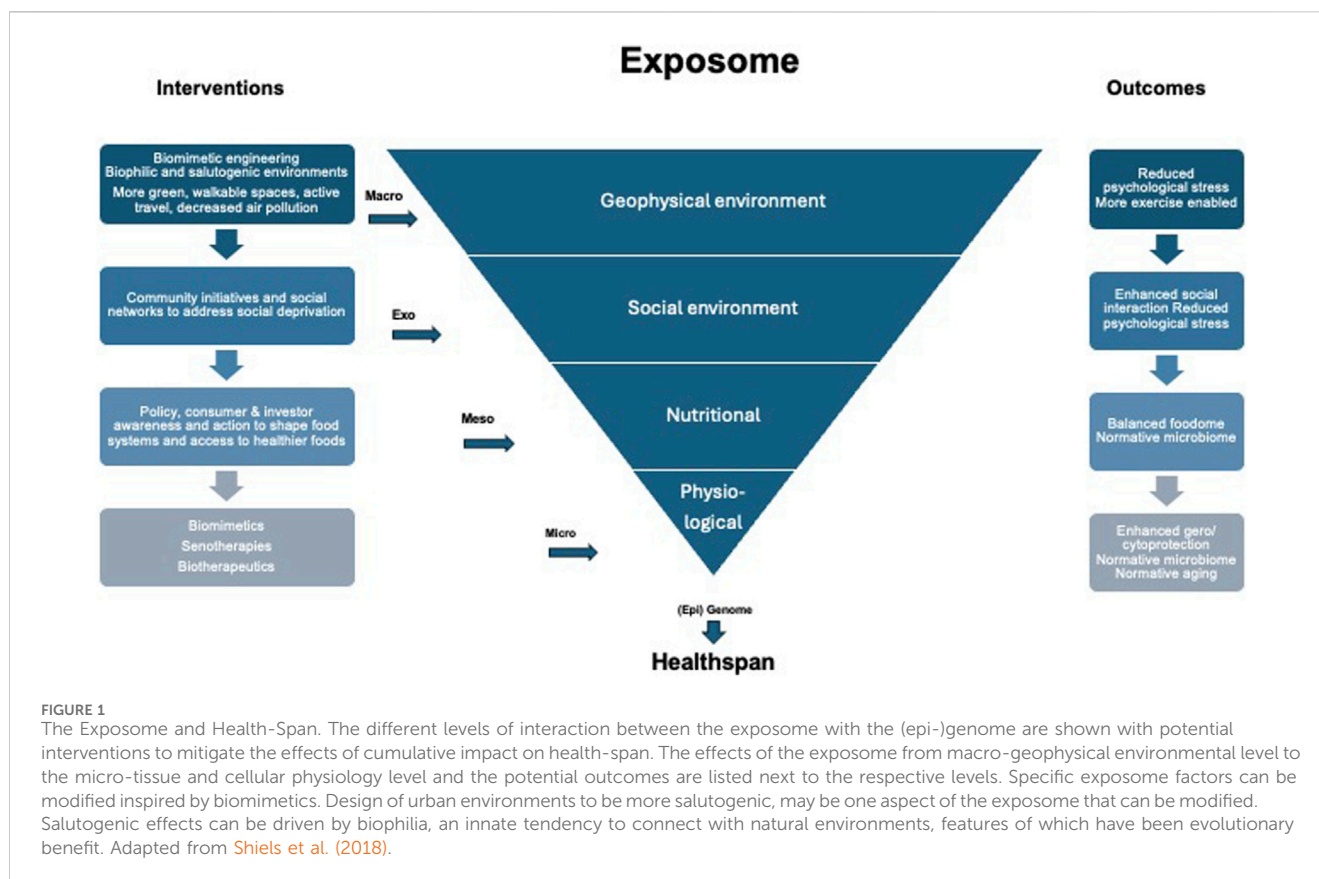 Exposome
Interventions
Outcomes
Biomimetic engineering
Biophilic and salutogenic environments
More green, walkable spaces, active
travel, decreased air pollution
Macro
Geophysical environment
Reduced
psychological stress
More exercise enabled
Community initiatives and social
networks to address social deprivation
Exo
Social environment
Enhanced social
interaction Reduced
psychological stress
Policy, consumer & investor
awareness and action to shape food
systems and access to healthier foods
Meso
Nutritional
Balanced foodome
Normative microbiome
Biomimetics
Senotherapies
Biotherapeutics
Micro
Physio-
logical
Enhanced gero/
cytoprotection
Normative microbiome
Normative aging
(Epi) Genome
Healthspan
FIGURE 1
The Exposome and Health-Span. The different levels of interaction between the exposome with the (epi-)genome are shown with potential
interventions to mitigate the effects of cumulative impact on health-span. The effects of the exposome from macro-geophysical environmental level to
the micro-tissue and cellular physiology level and the potential outcomes are listed next to the respective levels. Specific exposome factors can be
modified inspired by biomimetics. Design of urban environments to be more salutogenic, may be one aspect of the exposome that can be modified.
Salutogenic effects can be driven by biophilia, an innate tendency to connect with natural environments, features of which have been evolutionary
benefit. Adapted from Shiels et al. (2018).